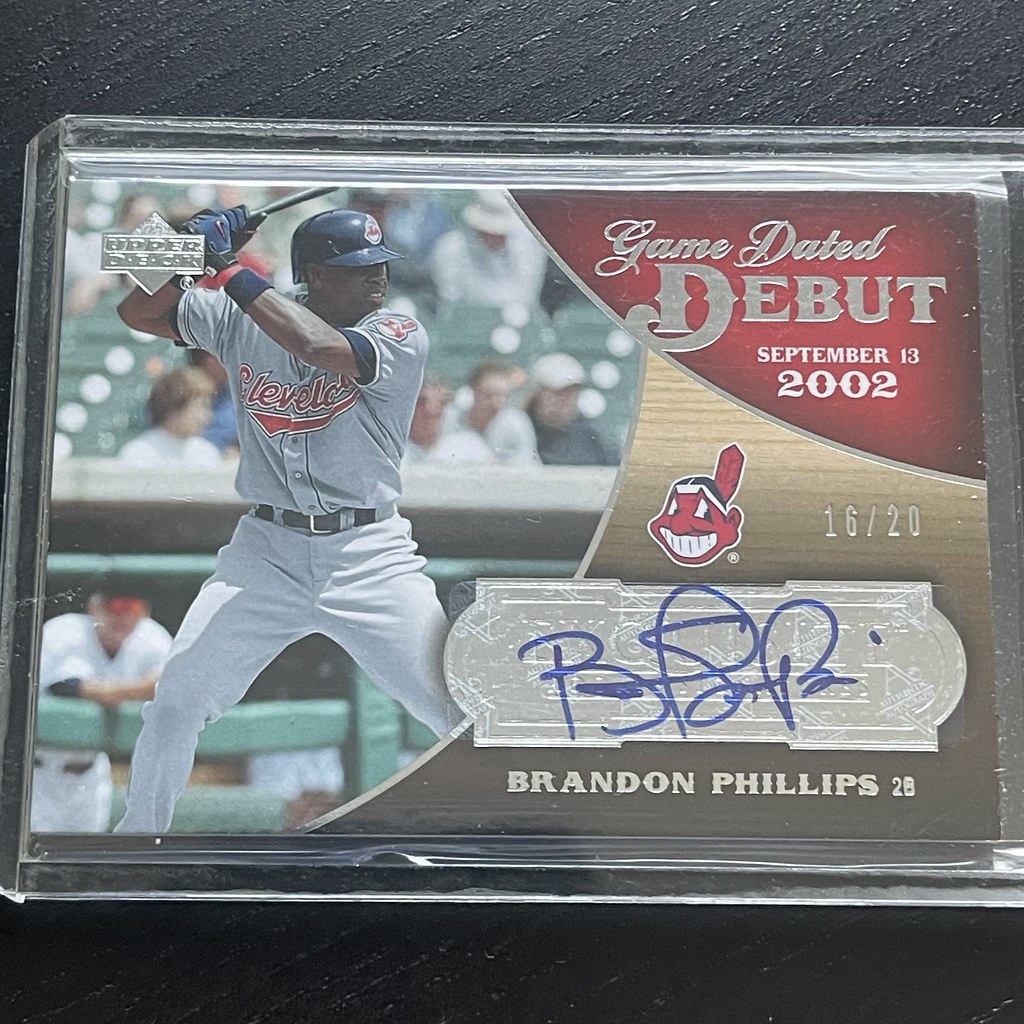 UPPER
DECK
Game Dated
DEBUT
SEPTEMBER 13
2002
Cleveland
16/20
BRANDON PHILLIPS 2B